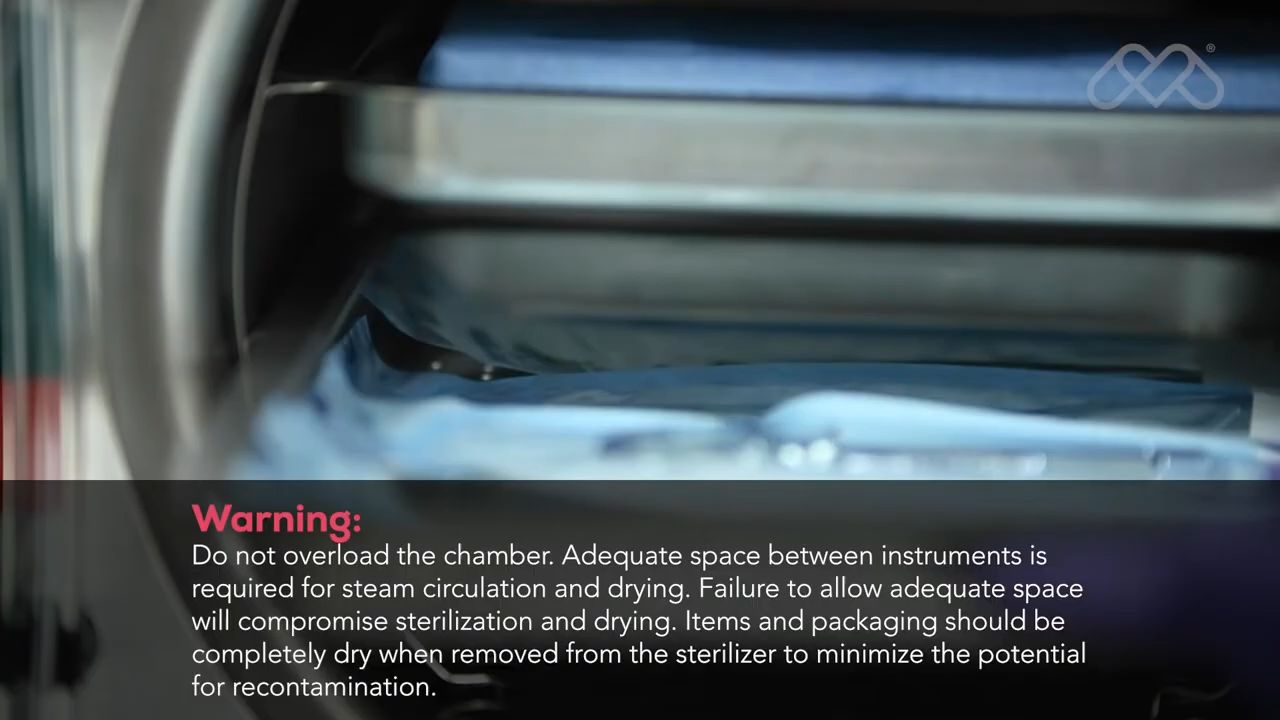 ®
Warning:
Do not overload the chamber. Adequate space between instruments is
required for steam circulation and drying. Failure to allow adequate space
will compromise sterilization and drying. Items and packaging should be
completely dry when removed from the sterilizer to minimize the potential
for recontamination.